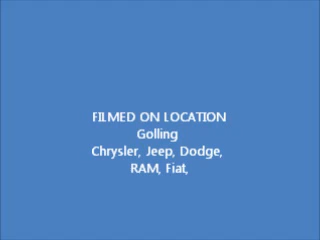 FILMED ON LOCATION
Golling
Chrysler, Jeep, Dodge,
RAM, Fiat,